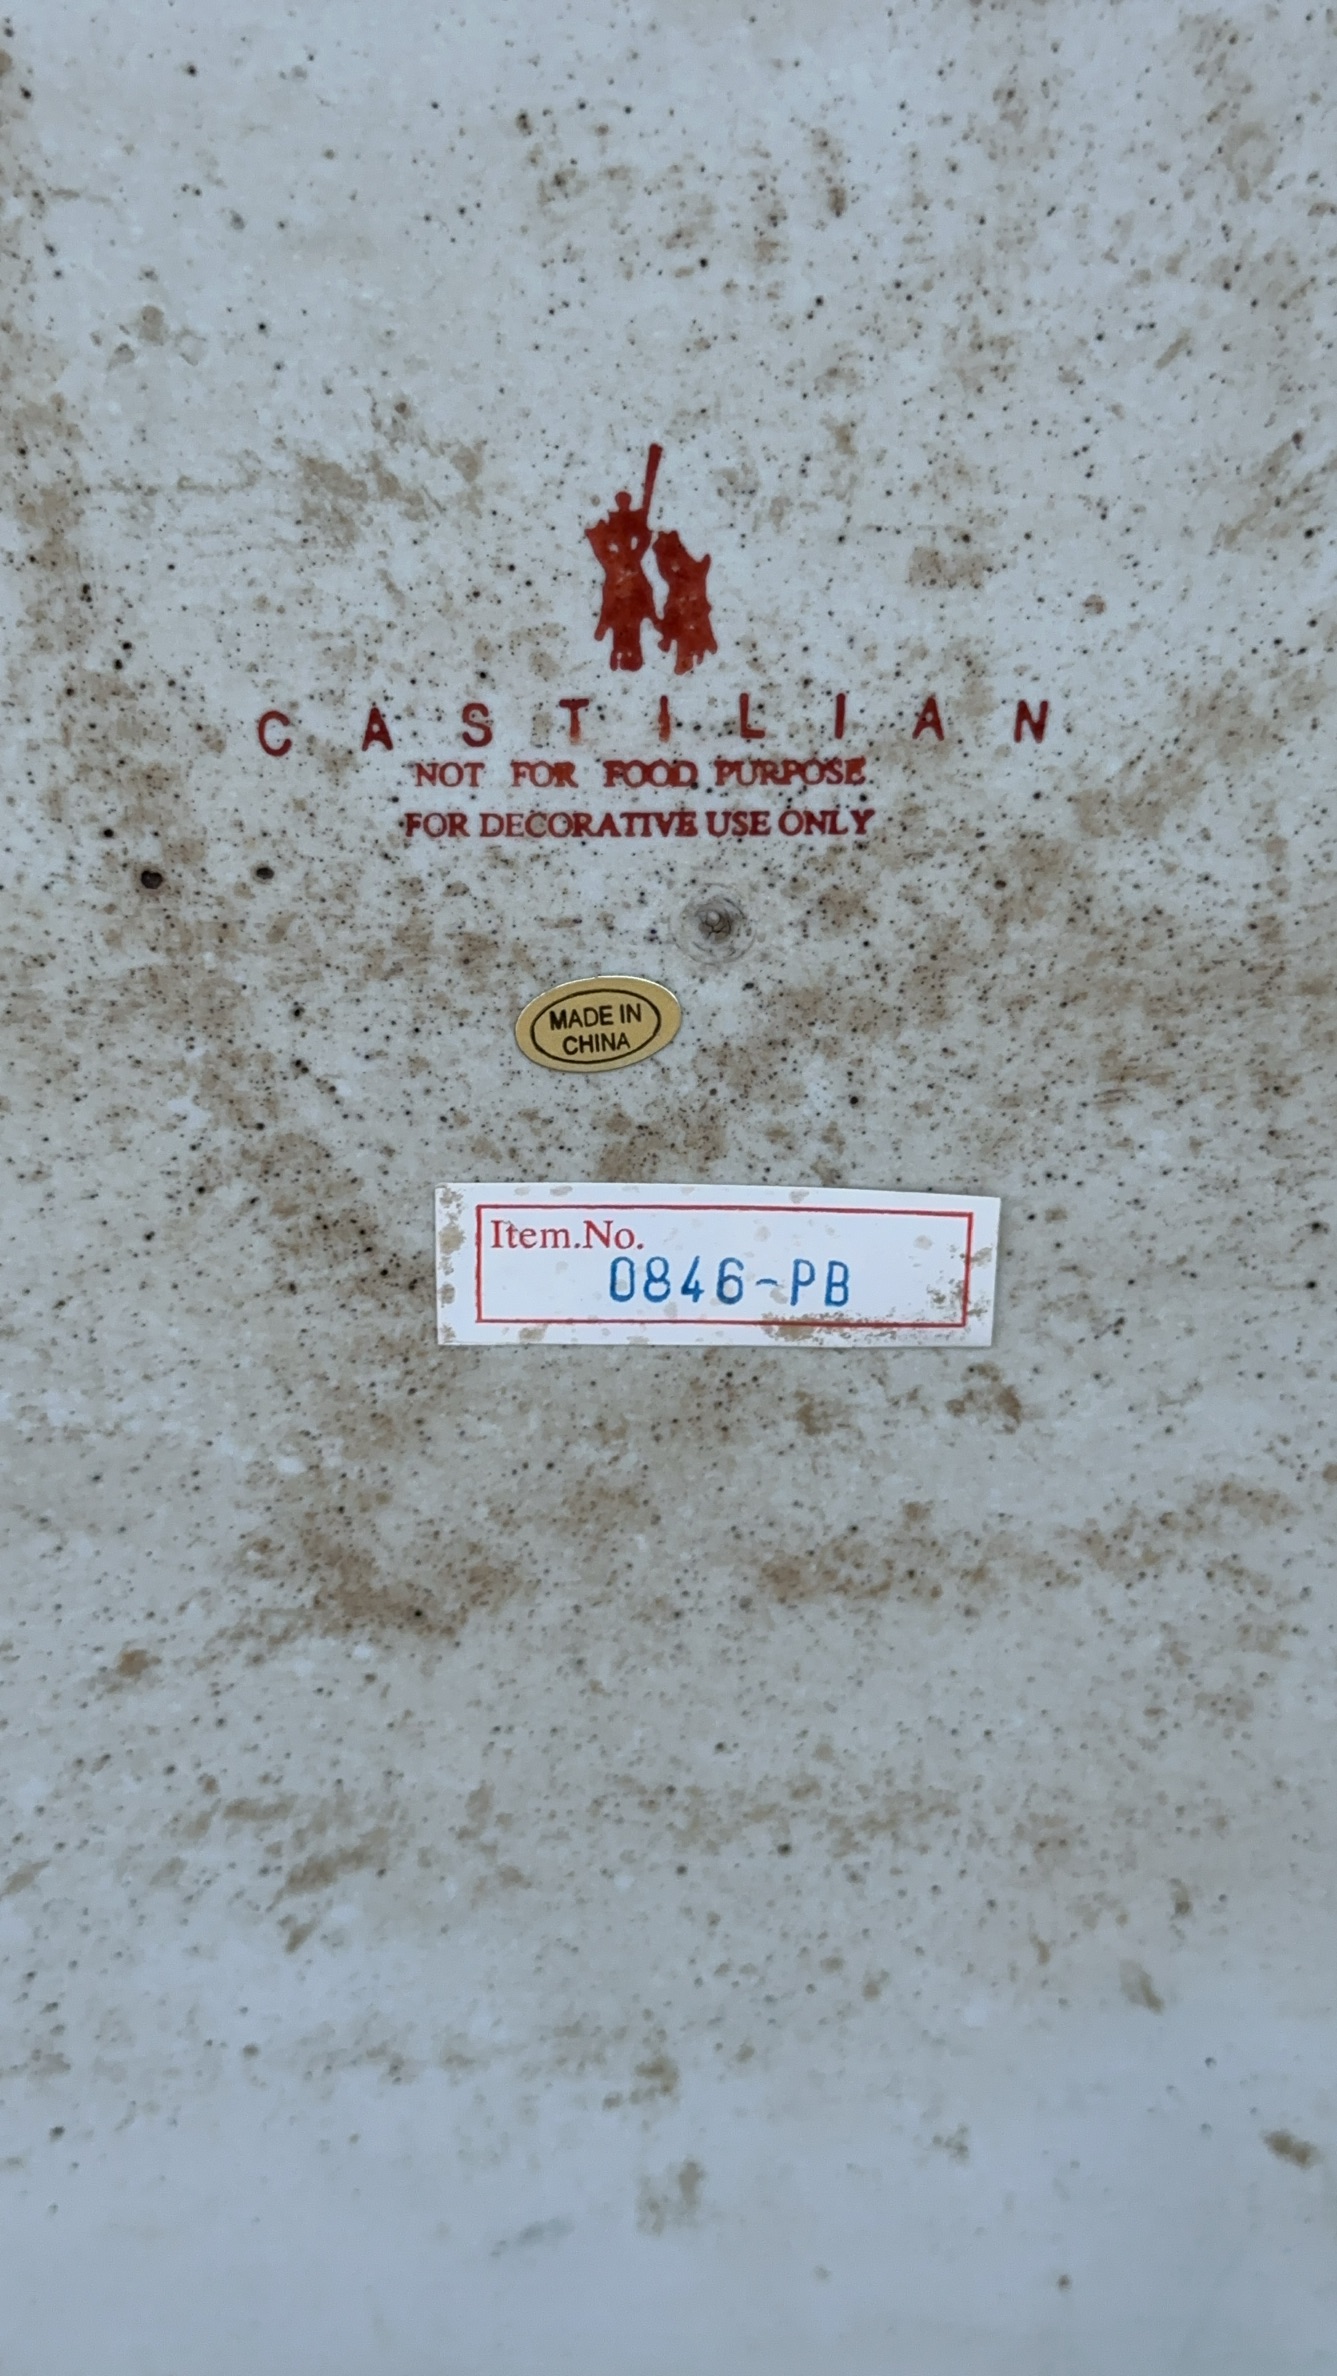 CASTILIAN
NOT FOR FOOD PURPOSE
FOR DECORATIVE USE ONLY
MADE IN
CHINA
Item.No.
0846-PB